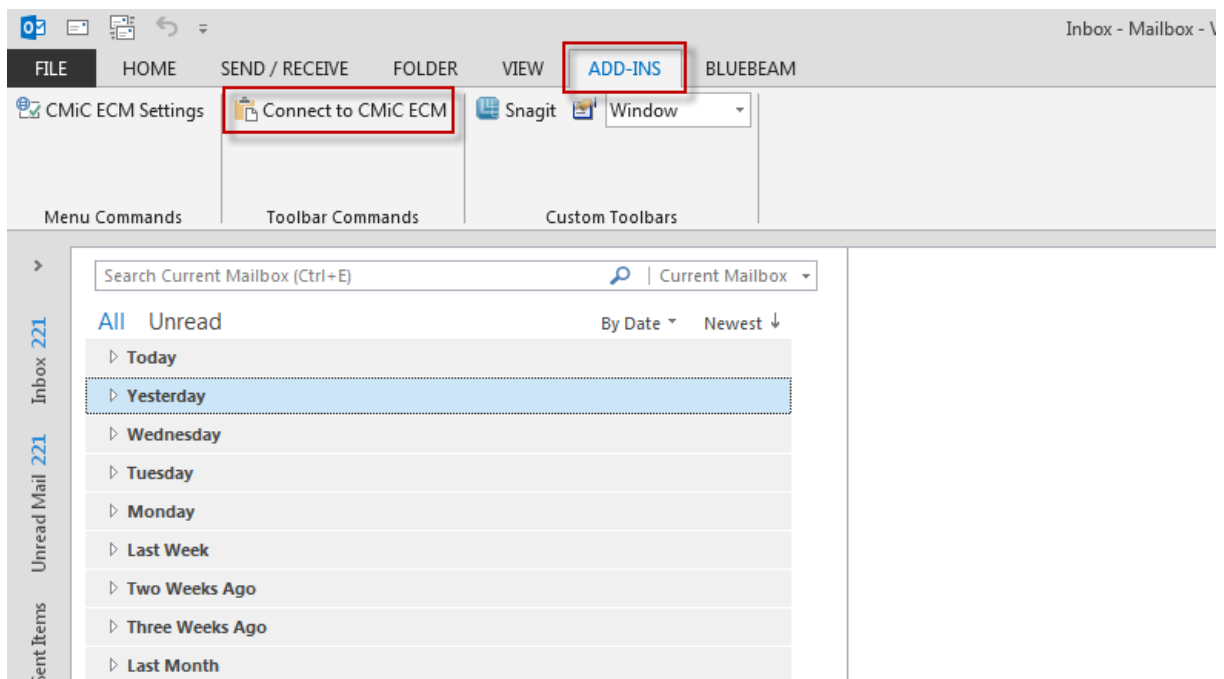 Inbox - Mailbox - V
FILE HOME SEND / RECEIVE FOLDER VIEW ADD-INS BLUEBEAM
CMiC ECM Settings Connect to CMiC ECM Snagit Window
Menu Commands Toolbar Commands Custom Toolbars
Search Current Mailbox (Ctrl+E) Current Mailbox
All Unread By Date Newest
Today
Yesterday
Wednesday
Tuesday
Monday
Last Week
Two Weeks Ago
Three Weeks Ago
Last Month
Inbox 221
Unread Mail 221
Sent Items